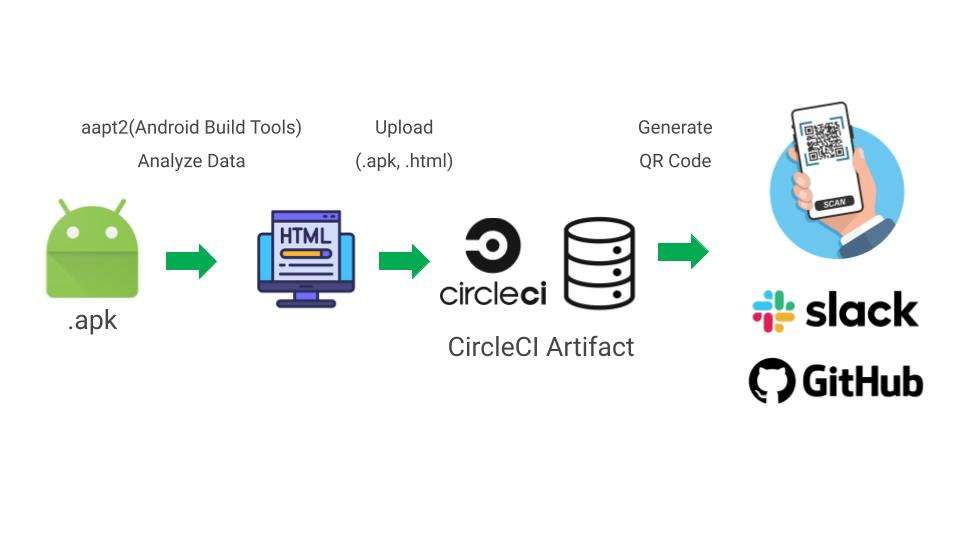 aapt2(Android Build Tools)
Analyze Data
Upload
(.apk, .html)
Generate
QR Code
SCAN
HTML
.apk
circleci
CircleCI Artifact
slack
GitHub